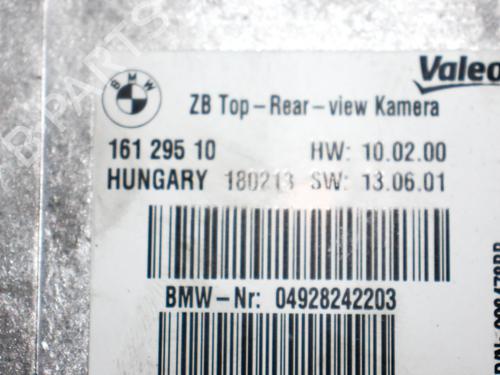 BMW
Valeo
ZB Top-Rear-view Kamera
161 295 10 HW: 10.02.00
HUNGARY 180213 SW: 13.06.01
BMW-Nr: 04928242203